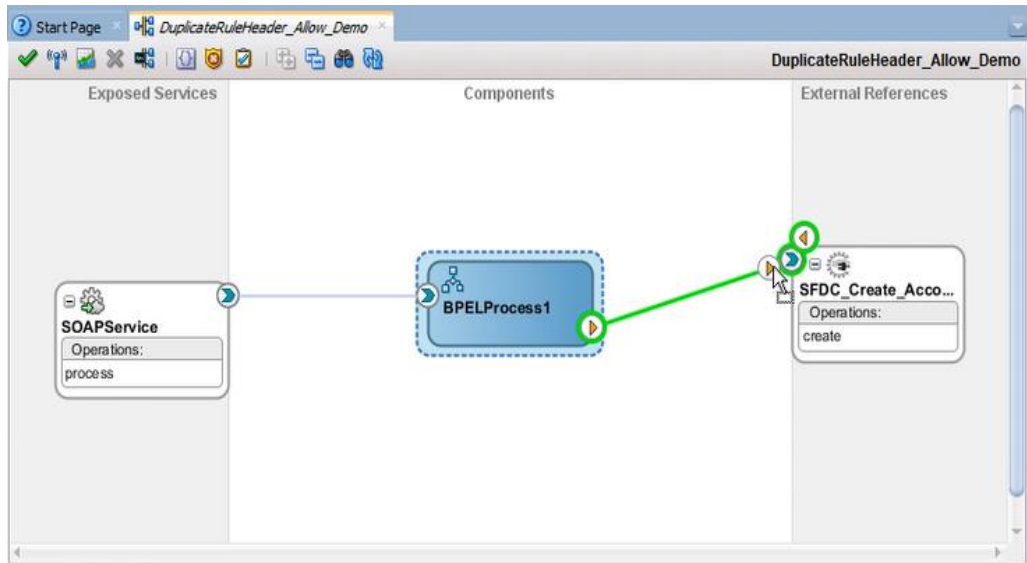 Start Page
DuplicateRuleHeader_Allow_Demo
DuplicateRuleHeader_Allow_Demo
Exposed Services
Components
External References
SOAPService
Operations:
process
BPELProcess1
SFDC_Create_Acco...
Operations:
create